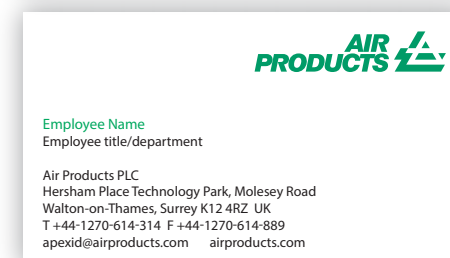 AIR
PRODUCTS
Employee Name
Employee title/department
Air Products PLC
Hersham Place Technology Park, Molesey Road
Walton-on-Thames, Surrey K12 4RZ UK
T +44-1270-614-314 F +44-1270-614-889
apexid@airproducts.com airproducts.com